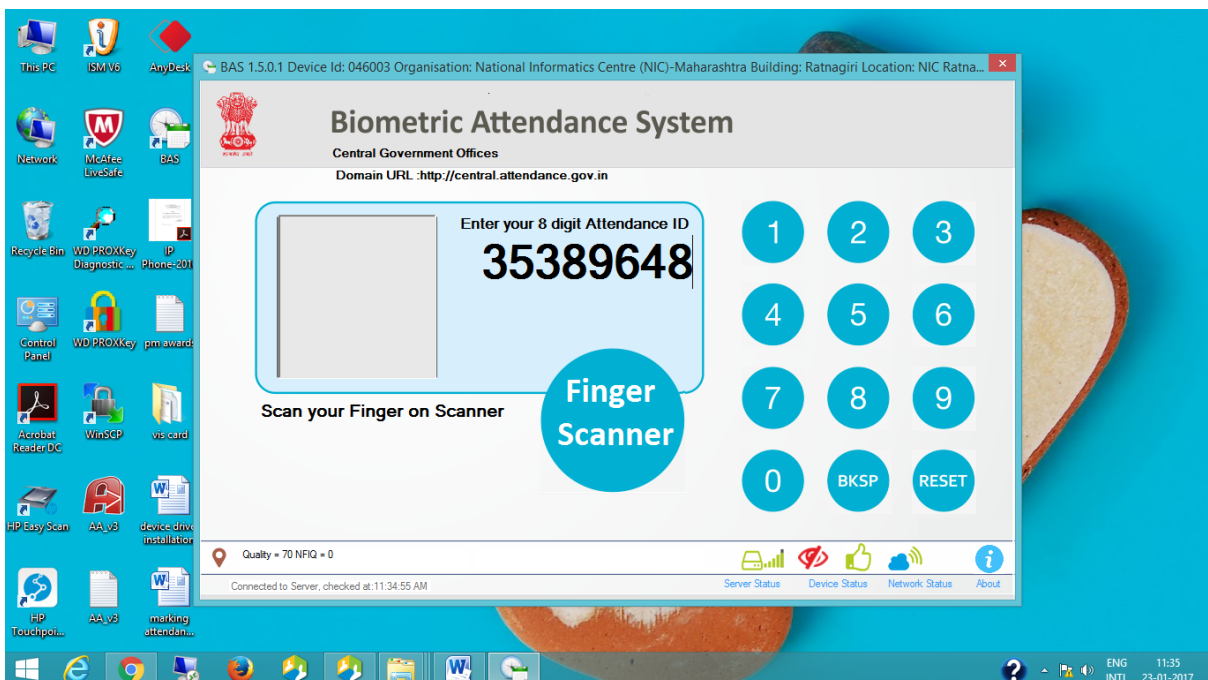 This PC
ISM V6
AnyDesk
Network
McAfee
LiveSafe
BAS
Recycle Bin
WD PROXKey
Diagnostic ...
IP
Phone-201
Control
Panel
WD PROXKey
pm awards
Acrobat
Reader DC
WinSCP
vis card
HP Easy Scan
AA_v3
device drive
installation
HP
Touchpoi...
AA_v3
marking
attendan...
BAS 1.5.0.1 Device Id: 046003 Organisation: National Informatics Centre (NIC)-Maharashtra Building: Ratnagiri Location: NIC Ratna...
Biometric Attendance System
Central Government Offices
Domain URL :http://central.attendance.gov.in
Enter your 8 digit Attendance ID
35389648
Scan your Finger on Scanner
Finger
Scanner
1 2 3
4 5 6
7 8 9
0 BKSP RESET
Quality = 70 NFIQ = 0
Connected to Server, checked at:11:34:55 AM
Server Status
Device Status
Network Status
About
ENG 11:35
INTL 23-01-2017